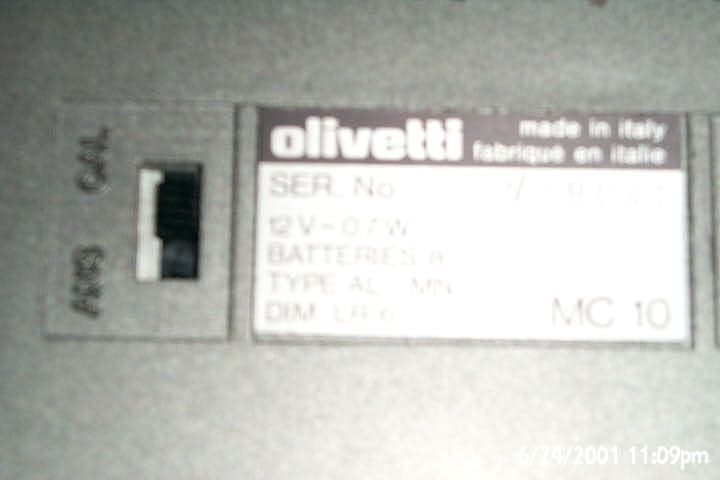 CAL
ANS
olivetti
made in italy
fabriqué en italie
SER. No
12V - 0.7W
BATTERIES 8
TYPE AL - MN
DIM. LR 6
MC 10
6/24/2001 11:09pm